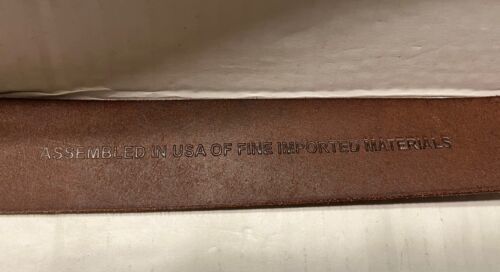 ASSEMBLED IN USA OF FINE IMPORTED MATERIALS